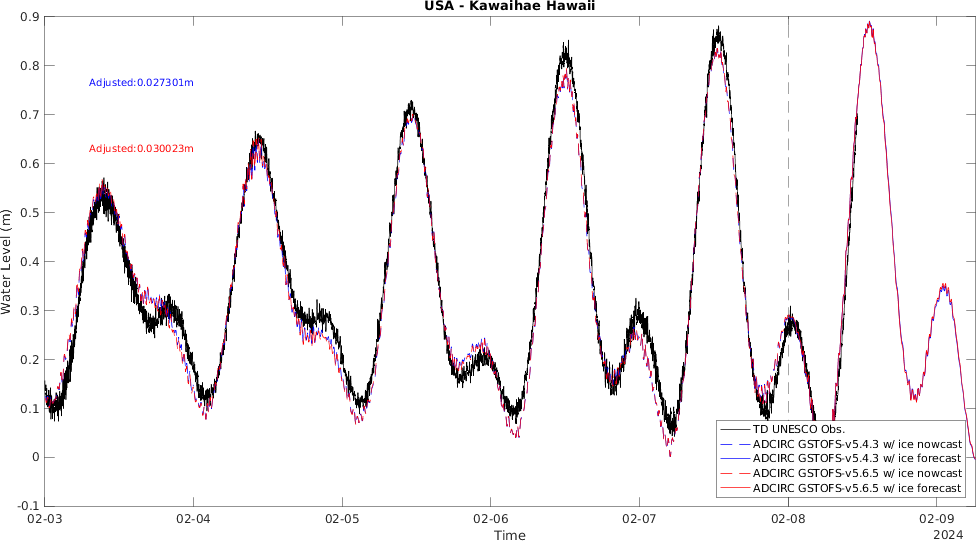 USA - Kawaihae Hawaii
0.9
0.8
0.7
0.6
0.5
0.4
0.3
0.2
0.1
0
-0.1
Water Level (m)
Adjusted:0.027301m
Adjusted:0.030023m
TD UNESCO Obs.
ADCIRC GSTOFS-v5.4.3 w/ ice nowcast
ADCIRC GSTOFS-v5.4.3 w/ ice forecast
ADCIRC GSTOFS-v5.6.5 w/ ice nowcast
ADCIRC GSTOFS-v5.6.5 w/ ice forecast
02-03 02-04 02-05 02-06 02-07 02-08 02-09
Time
2024